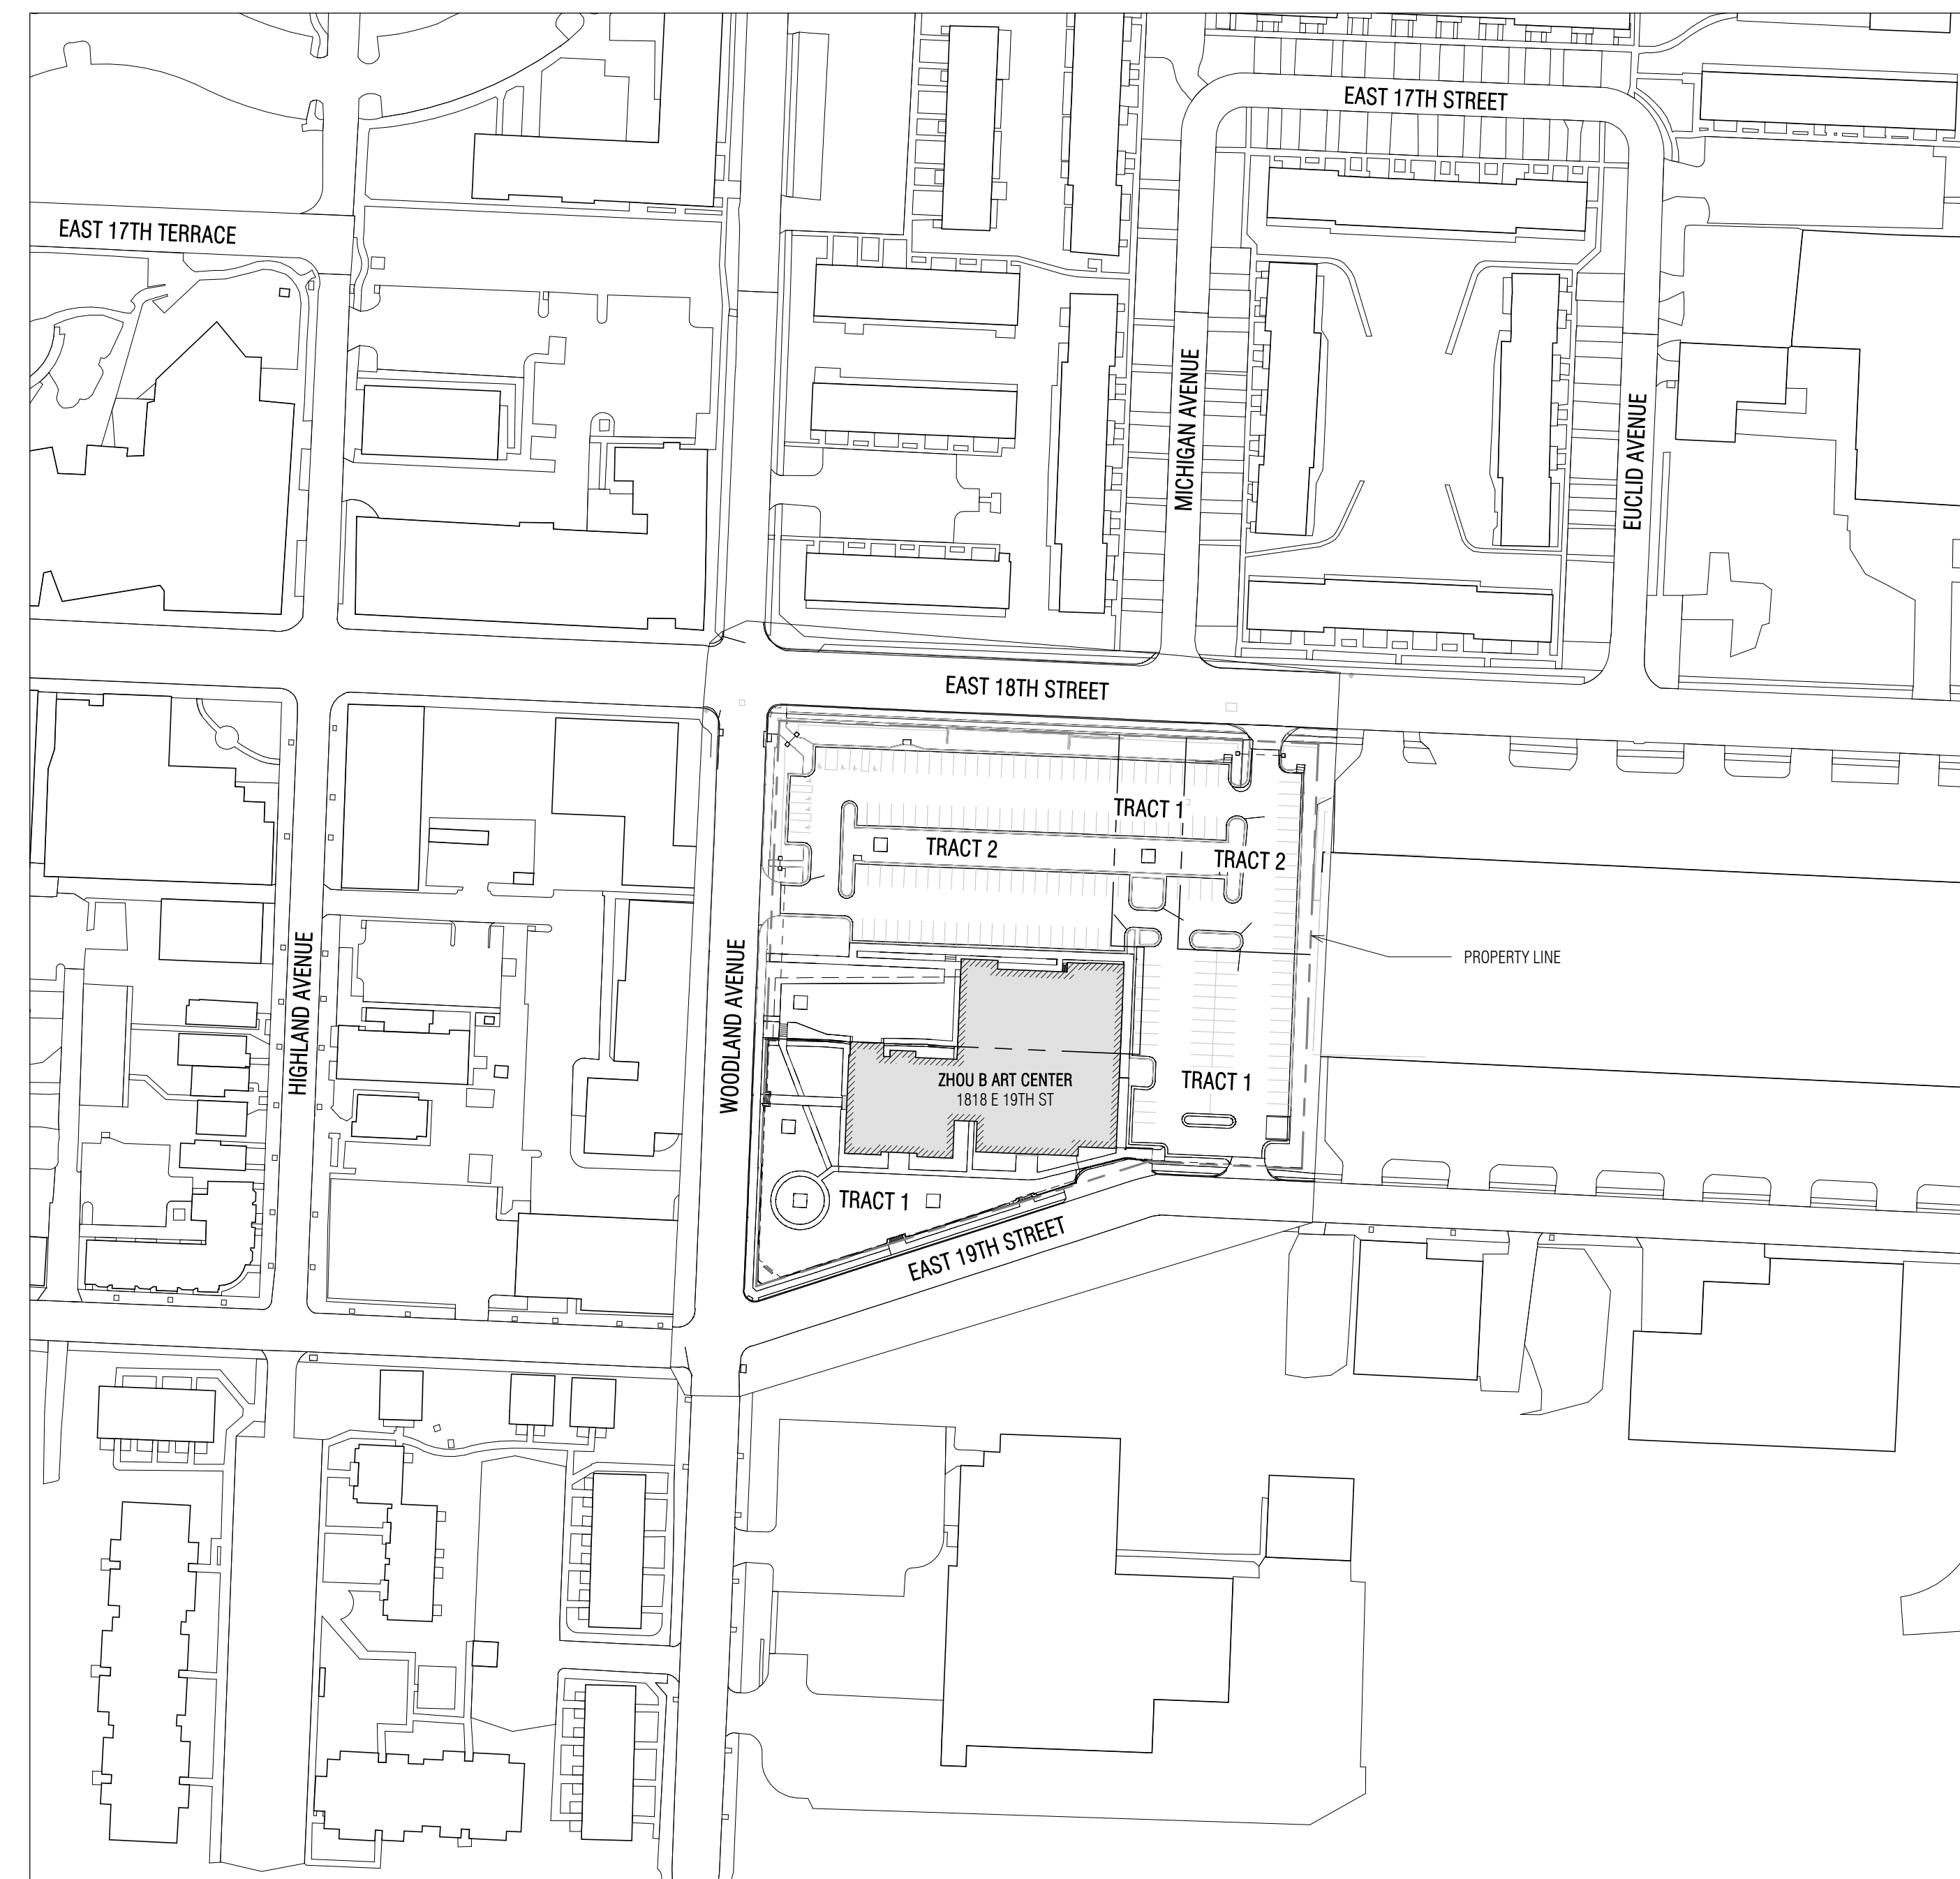 EAST 17TH STREET
EAST 17TH TERRACE
MICHIGAN AVENUE
EUCLID AVENUE
EAST 18TH STREET
TRACT 1
TRACT 2
TRACT 2
HIGHLAND AVENUE
WOODLAND AVENUE
PROPERTY LINE
ZHOU B ART CENTER
1818 E 19TH ST
TRACT 1
TRACT 1
EAST 19TH STREET